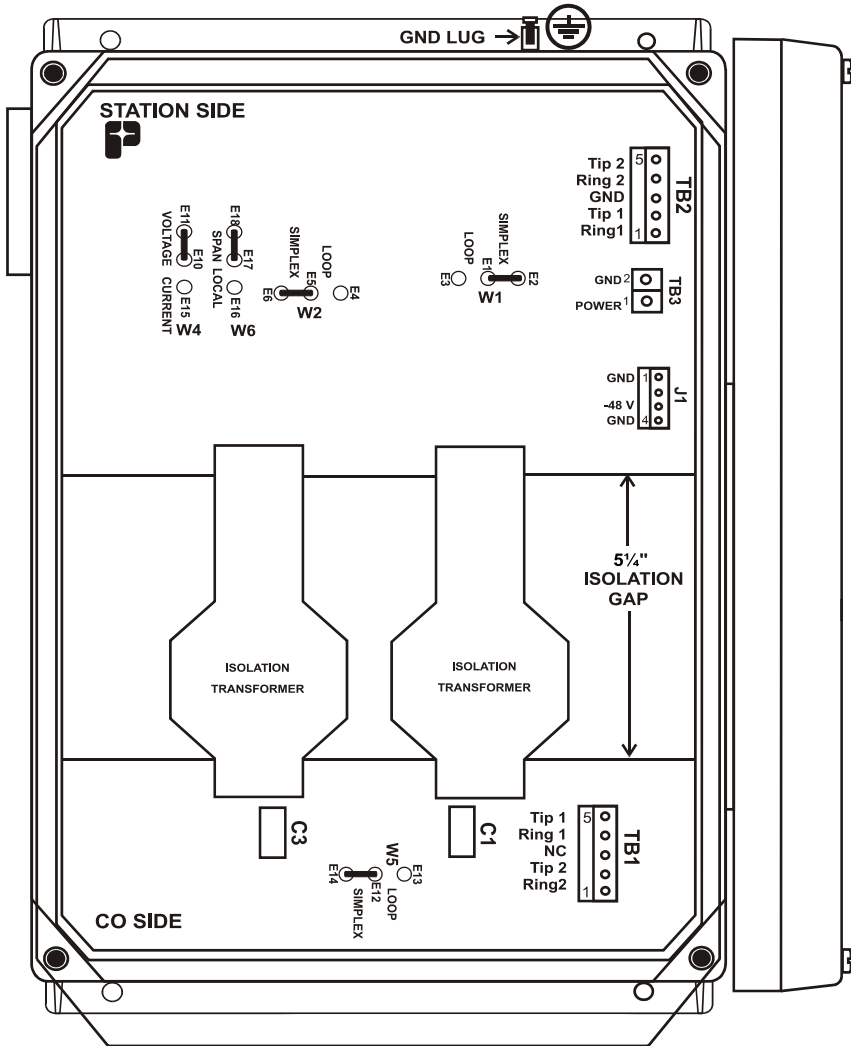 GND LUG
STATION SIDE
Tip 2
Ring 2
GND
Tip 1
Ring1
5
1
TB2
E11
E10
E15
VOLTAGE
CURRENT
W4
E18
E17
E16
SPAN
LOCAL
W6
SIMPLEX
LOOP
E6
E5
E4
W2
LOOP
SIMPLEX
E3
E1
E2
W1
GND 2
POWER 1
TB3
GND 1
-48 V
GND 4
J1
5¼"
ISOLATION
GAP
ISOLATION
TRANSFORMER
ISOLATION
TRANSFORMER
C3
C1
Tip 1
Ring 1
NC
Tip 2
Ring2
5
1
TB1
W5
E14
E12
E13
SIMPLEX
LOOP
CO SIDE